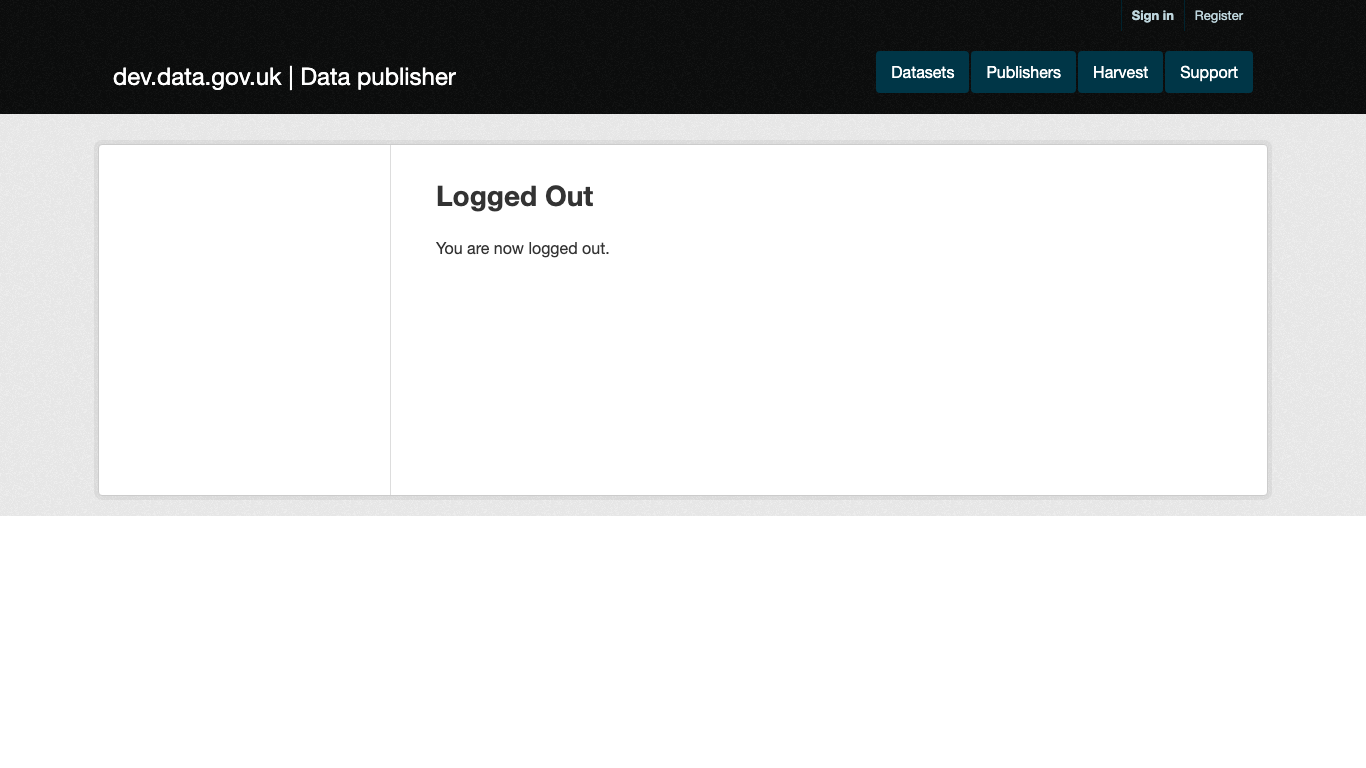 Sign in Register
dev.data.gov.uk | Data publisher
Datasets Publishers Harvest Support
Logged Out
You are now logged out.